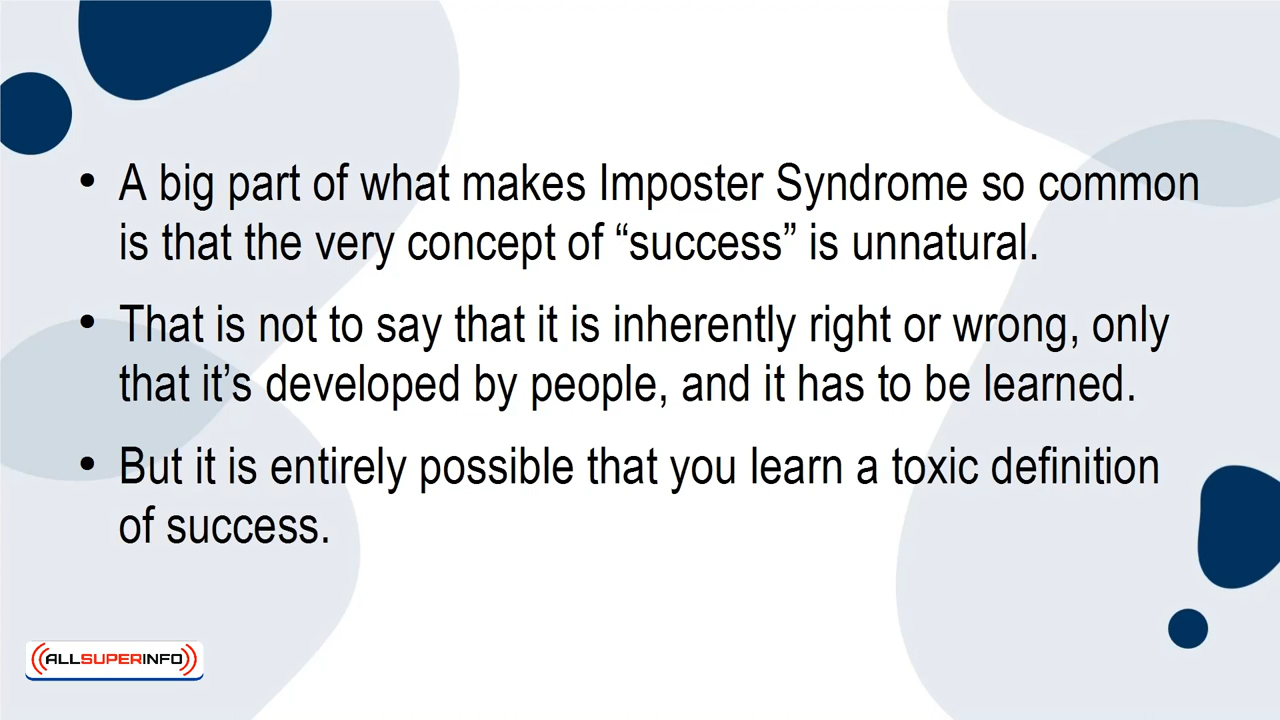 • A big part of what makes Imposter Syndrome so common
is that the very concept of “success” is unnatural.
• That is not to say that it is inherently right or wrong, only
that it’s developed by people, and it has to be learned.
• But it is entirely possible that you learn a toxic definition
of success.
ALLSUPERINFO